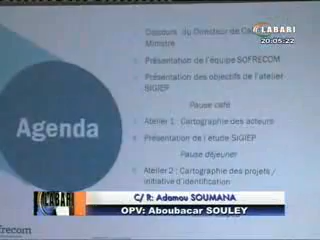 LABARI
20:05:22
Discours du Directeur de
Ministre
Présentation de l'équipe SOFRECOM
Présentation des objectifs de l'atelier
SIGIEP
Pause café
Agenda
Atelier 1 : Cartographie des acteurs
Présentation de l'étude SIGIEP
Pause déjeuner
Atelier 2 : Cartographie des projets /
initiative d'identification
LABARI
C/ R: Adamou SOUMANA
OPV: Aboubacar SOULEY
frecom